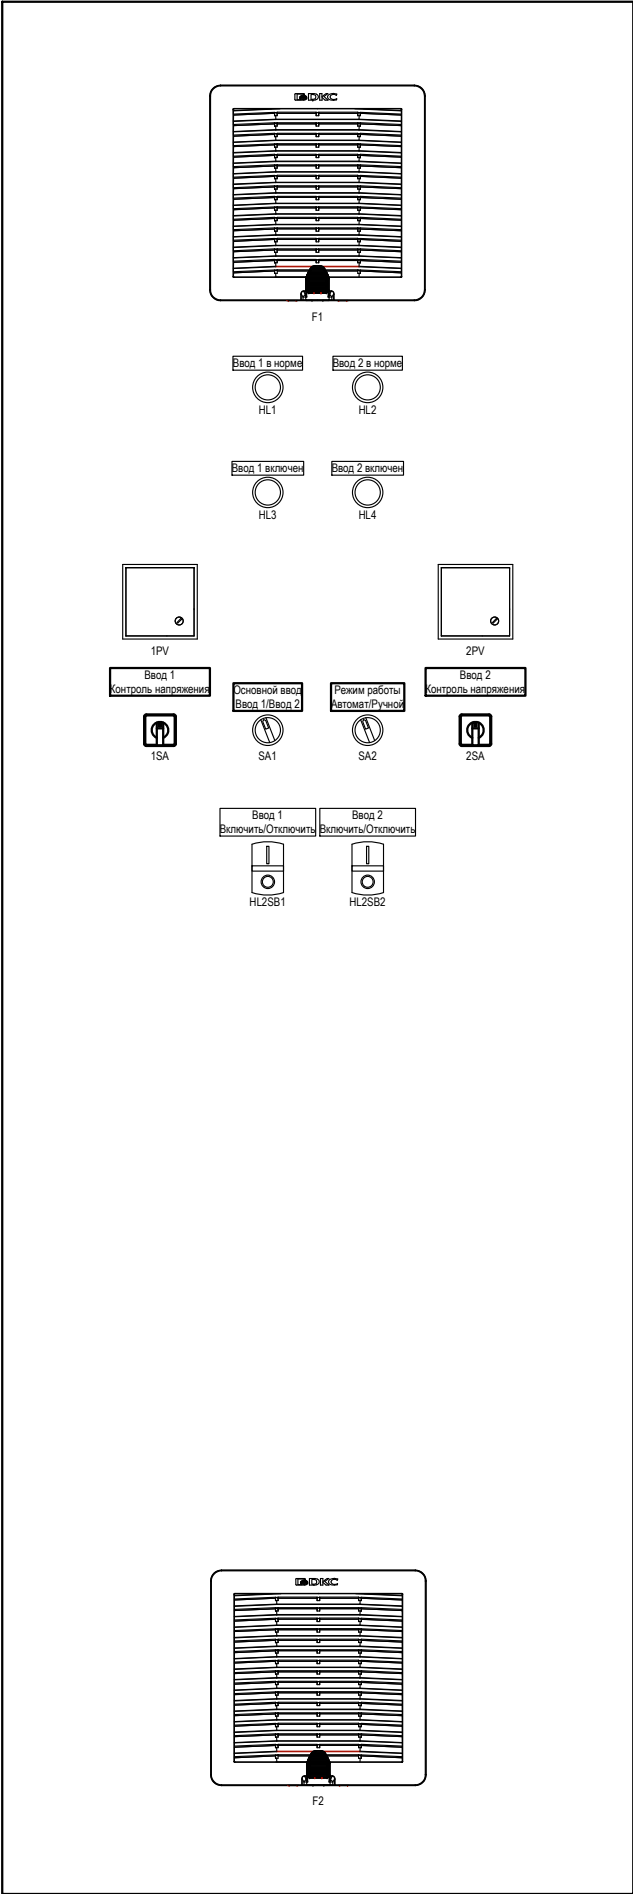 DKC
F1
Ввод 1 в норме
Ввод 2 в норме
HL1
HL2
Ввод 1 включен
Ввод 2 включен
HL3
HL4
1PV
2PV
Ввод 1
Контроль напряжения
Основной ввод
Ввод 1/Ввод 2
Режим работы
Автомат/Ручной
Ввод 2
Контроль напряжения
1SA
SA1
SA2
2SA
Ввод 1
Включить/Отключить
Ввод 2
Включить/Отключить
HL2SB1
HL2SB2
DKC
F2